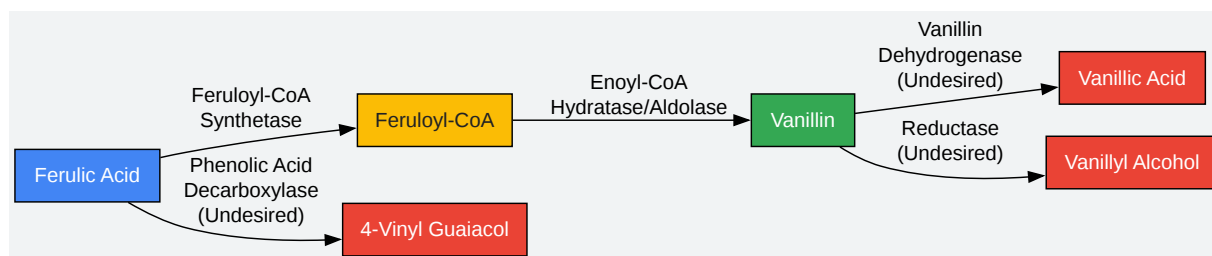 Vanillin
Dehydrogenase
(Undesired)
Vanillic Acid
Feruloyl-CoA
Synthetase
Enoyl-CoA
Hydratase/Aldolase
Feruloyl-CoA
Vanillin
Reductase
(Undesired)
Vanillyl Alcohol
Ferulic Acid
Phenolic Acid
Decarboxylase
(Undesired)
4-Vinyl Guaiacol